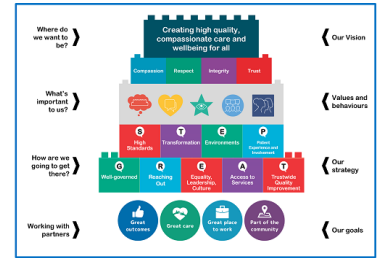 Where do
we want to
be?
Creating high quality,
compassionate care and
wellbeing for all
Our Vision
Compassion
Respect
Integrity
Trust
What's
important
to us?
Values and
behaviours
S
T
E
P
High
Standards
Transformation
Environments
Patient
Experience and
Involvement
How are we
going to get
there?
G
R
E
A
T
Well-governed
Reaching
Out
Equality,
Leadership,
Culture
Access to
Services
Trustwide
Quality
Improvement
Our
strategy
Working with
partners
Great
outcomes
Great care
Great place
to work
Part of the
community
Our goals